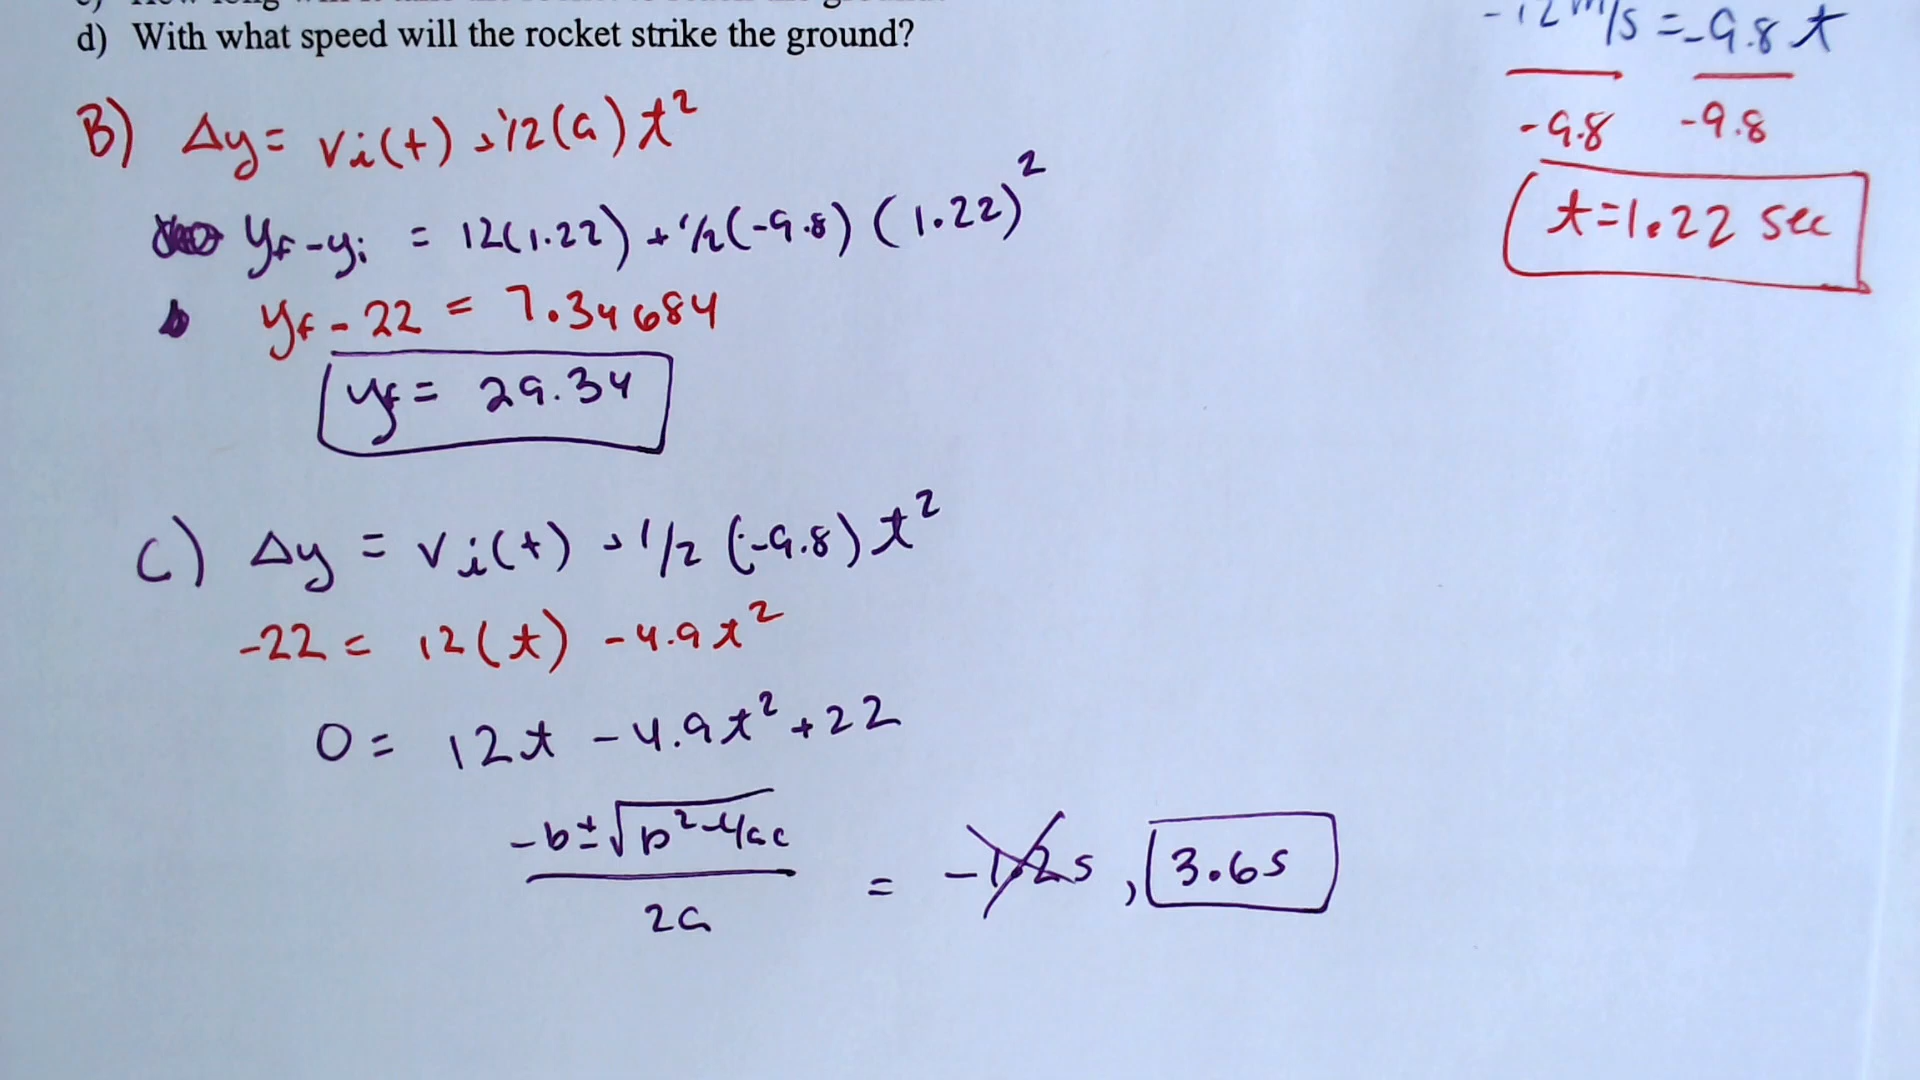 d) With what speed will the rocket strike the ground?
-12 m/s = -9.8 t
-9.8 -9.8
t=1.22 sec
B) Δy= vi(t) + 1/2(a) t²
yf-yi = 12(1.22) + 1/2(-9.8) (1.22)²
yf - 22 = 7.34684
yf = 29.34
C) Δy = vi(t) + 1/2 (-9.8) t²
-22 = 12(t) - 4.9t²
0 = 12t - 4.9t² + 22
-b±√b²-4ac
2a
= -1.2s, 3.6s